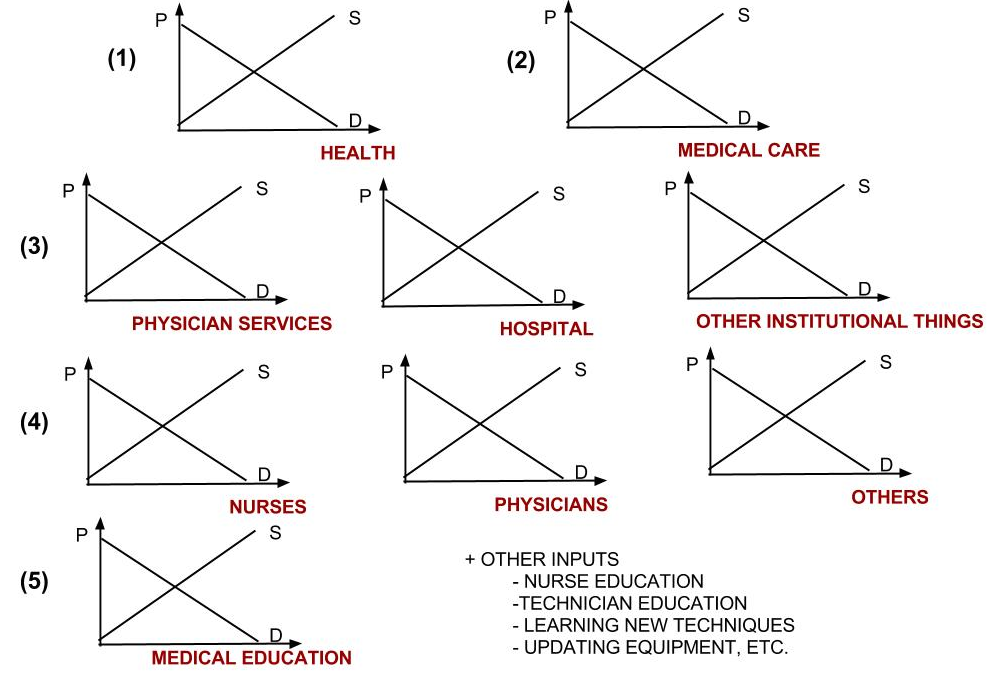 P
S
(1)
D
HEALTH
P
S
(2)
D
MEDICAL CARE
P
S
(3)
D
PHYSICIAN SERVICES
P
S
D
HOSPITAL
P
S
D
OTHER INSTITUTIONAL THINGS
P
S
(4)
D
NURSES
P
S
D
PHYSICIANS
P
S
D
OTHERS
P
S
(5)
D
MEDICAL EDUCATION
+ OTHER INPUTS
- NURSE EDUCATION
-TECHNICIAN EDUCATION
- LEARNING NEW TECHNIQUES
- UPDATING EQUIPMENT, ETC.